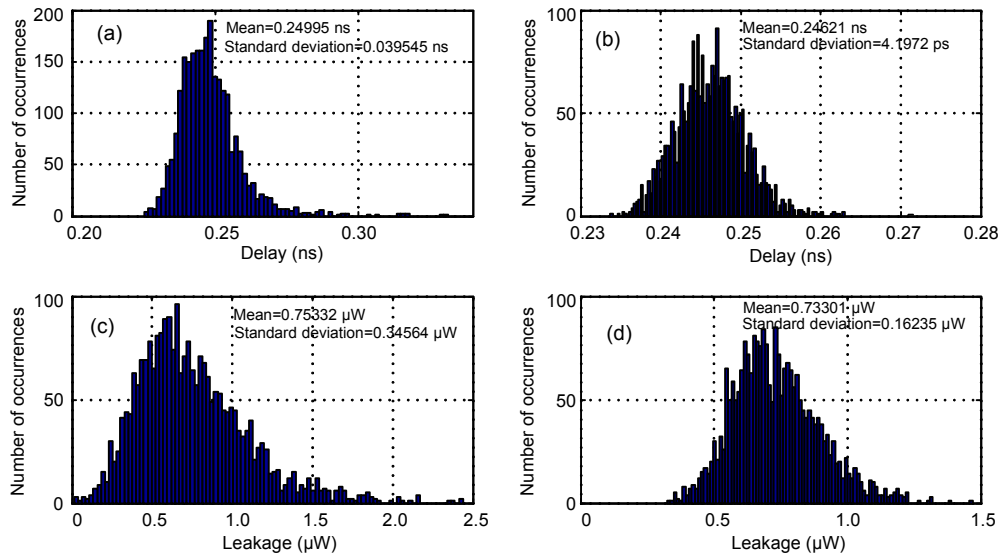 (a)
Mean=0.24995 ns
Standard deviation=0.039545 ns
Number of occurrences
200
150
100
50
0
0.20
0.25
0.30
Delay (ns)
(b)
Mean=0.24621 ns
Standard deviation=4.1972 ps
Number of occurrences
100
50
0
0.23
0.24
0.25
0.26
0.27
0.28
Delay (ns)
(c)
Mean=0.75332 µW
Standard deviation=0.34564 µW
Number of occurrences
100
50
0
0
0.5
1.0
1.5
2.0
2.5
Leakage (µW)
(d)
Mean=0.73301 µW
Standard deviation=0.16235 µW
Number of occurrences
100
50
0
0
0.5
1.0
1.5
Leakage (µW)